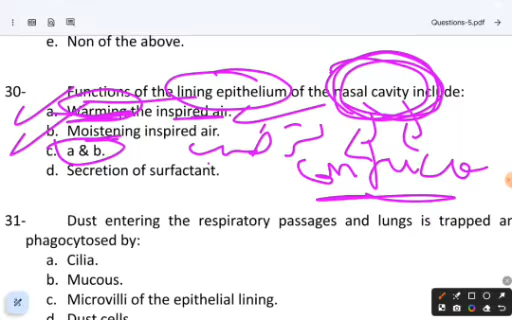 Questions-5.pdf
e. Non of the above.
30- Functions of the lining epithelium of the nasal cavity include:
a. Warming the inspired air.
b. Moistening inspired air.
c. a & b.
d. Secretion of surfactant.
31- Dust entering the respiratory passages and lungs is trapped an
phagocytosed by:
a. Cilia.
b. Mucous.
c. Microvilli of the epithelial lining.
d. Dust cells.